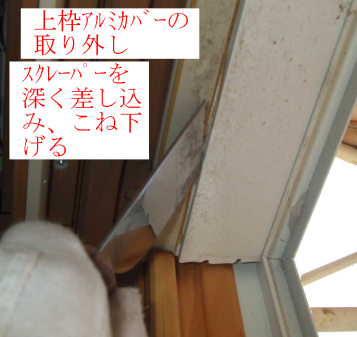 上枠ｱﾙﾐｶﾊﾞｰの
取り外し
ｽｸﾚｰﾊﾟｰを
深く差し込
み、こね下
げる